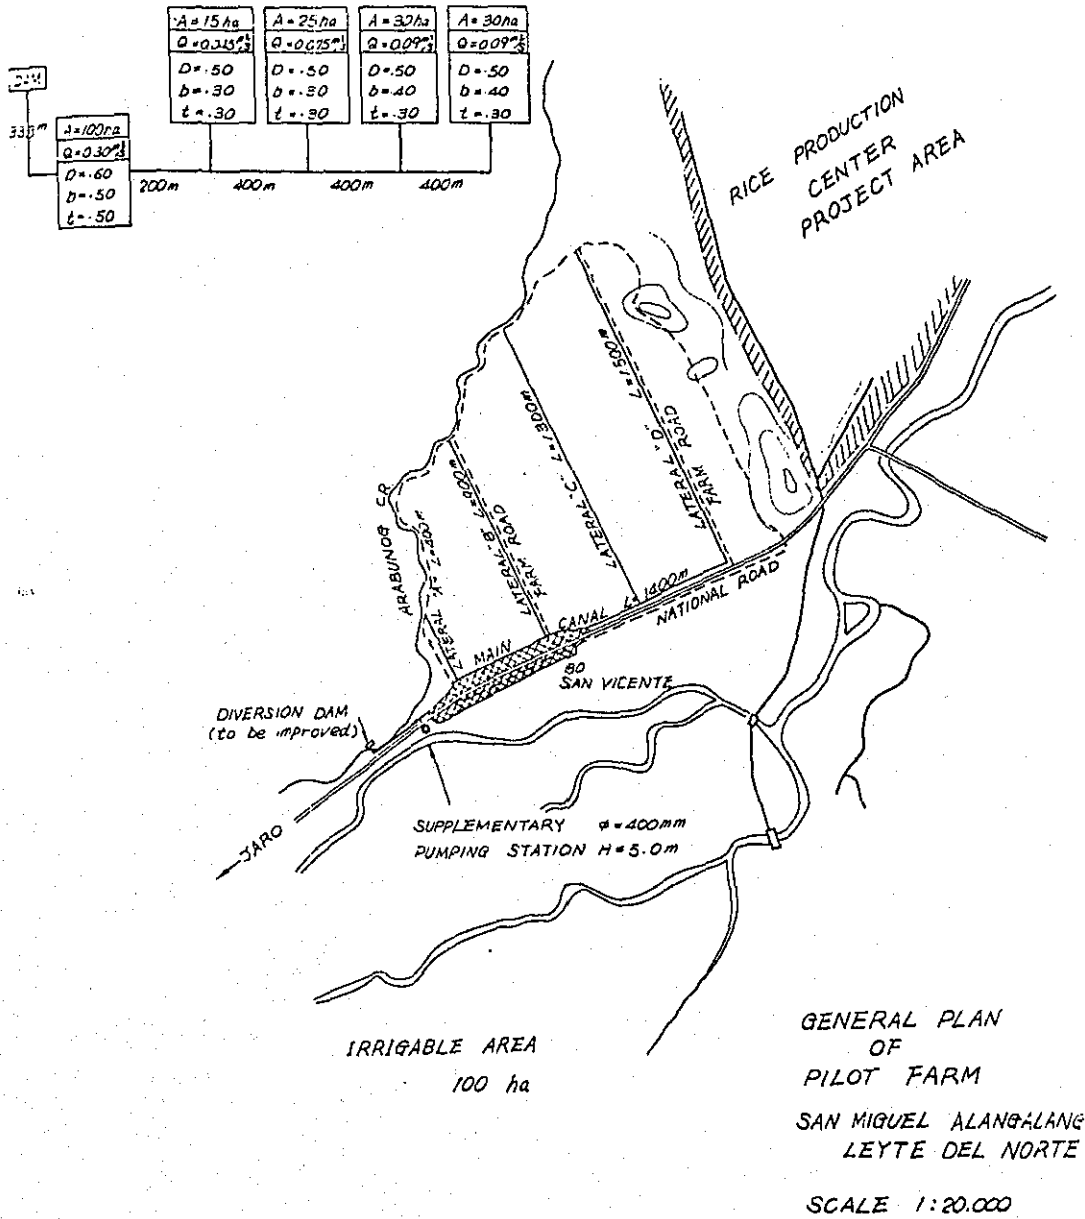 A=15ha
D=.50
b=.30
t=.30
A=25ha
Q=0.075m³/s
D=.50
b=.30
t=.30
A=30ha
Q=0.09m³/s
D=.50
b=.40
t=.30
A=30ha
Q=0.09m³/s
D=.50
b=.40
t=.30
A=100ha
Q=0.30m³/s
D=.60
b=.50
t=.50
200m
400m
400m
400m
RICE PRODUCTION
CENTER
PROJECT AREA
ARABUNOG CR
LATERAL "A" L=400m
LATERAL "B" L=900m
FARM ROAD
LATERAL "C" L=1300m
LATERAL "D" L=1500m
FARM ROAD
MAIN CANAL L=1400m
NATIONAL ROAD
BO
SAN VICENTE
DIVERSION DAM
(to be improved)
JARO
SUPPLEMENTARY ø=400mm
PUMPING STATION H=5.0m
IRRIGABLE AREA
100 ha
GENERAL PLAN
OF
PILOT FARM
SAN MIGUEL ALANGALANG
LEYTE DEL NORTE
SCALE 1:20.000